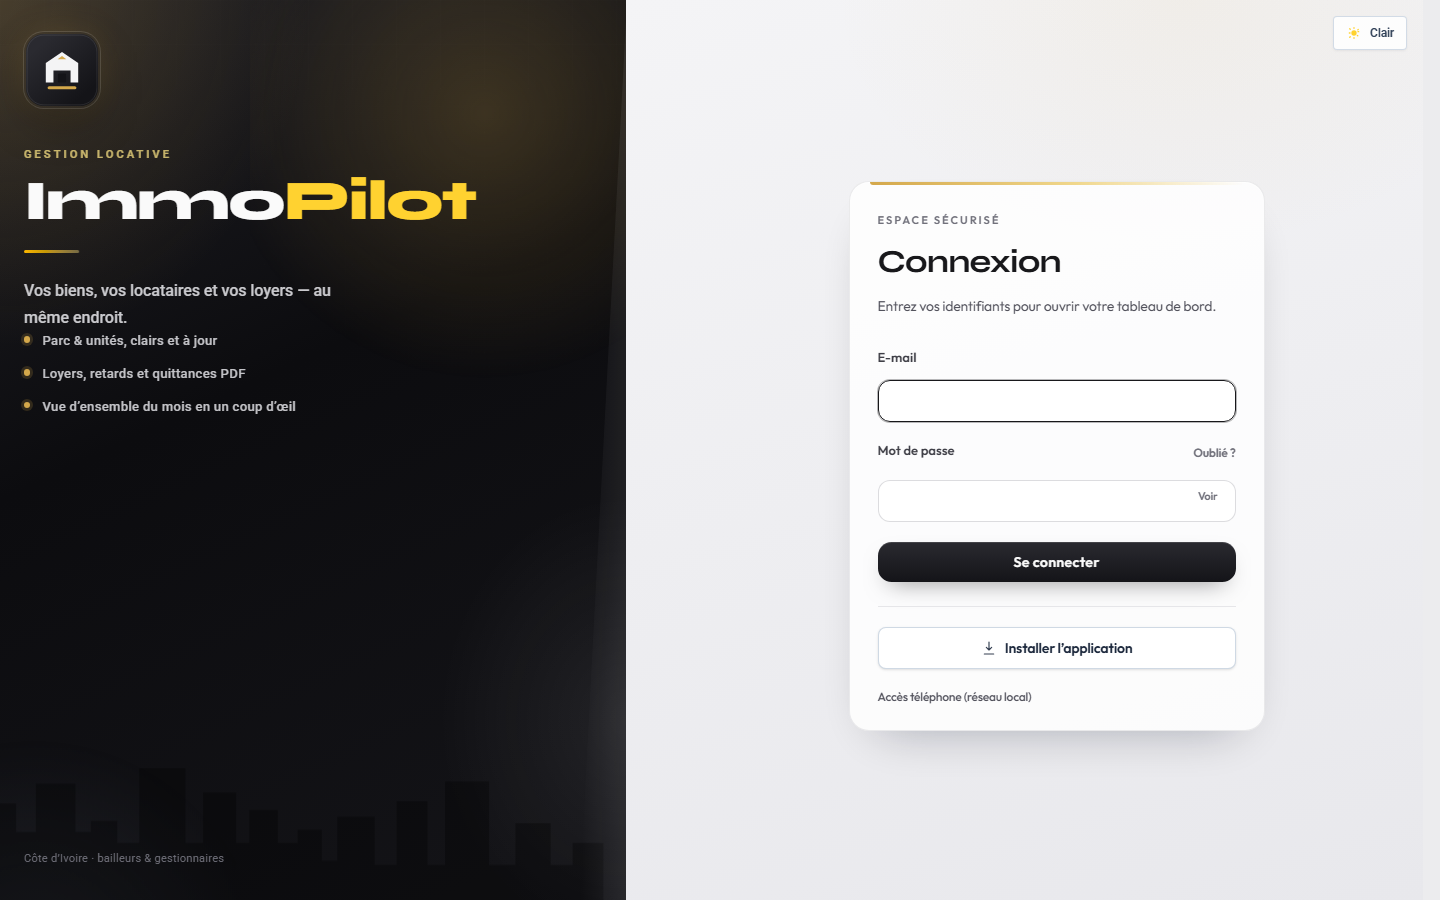 GESTION LOCATIVE
ImmoPilot
Vos biens, vos locataires et vos loyers — au
même endroit.
Parc & unités, clairs et à jour
Loyers, retards et quittances PDF
Vue d’ensemble du mois en un coup d’œil
Côte d’Ivoire · bailleurs & gestionnaires
Clair
ESPACE SÉCURISÉ
Connexion
Entrez vos identifiants pour ouvrir votre tableau de bord.
E-mail
Mot de passe
Oublié ?
Voir
Se connecter
Installer l’application
Accès téléphone (réseau local)